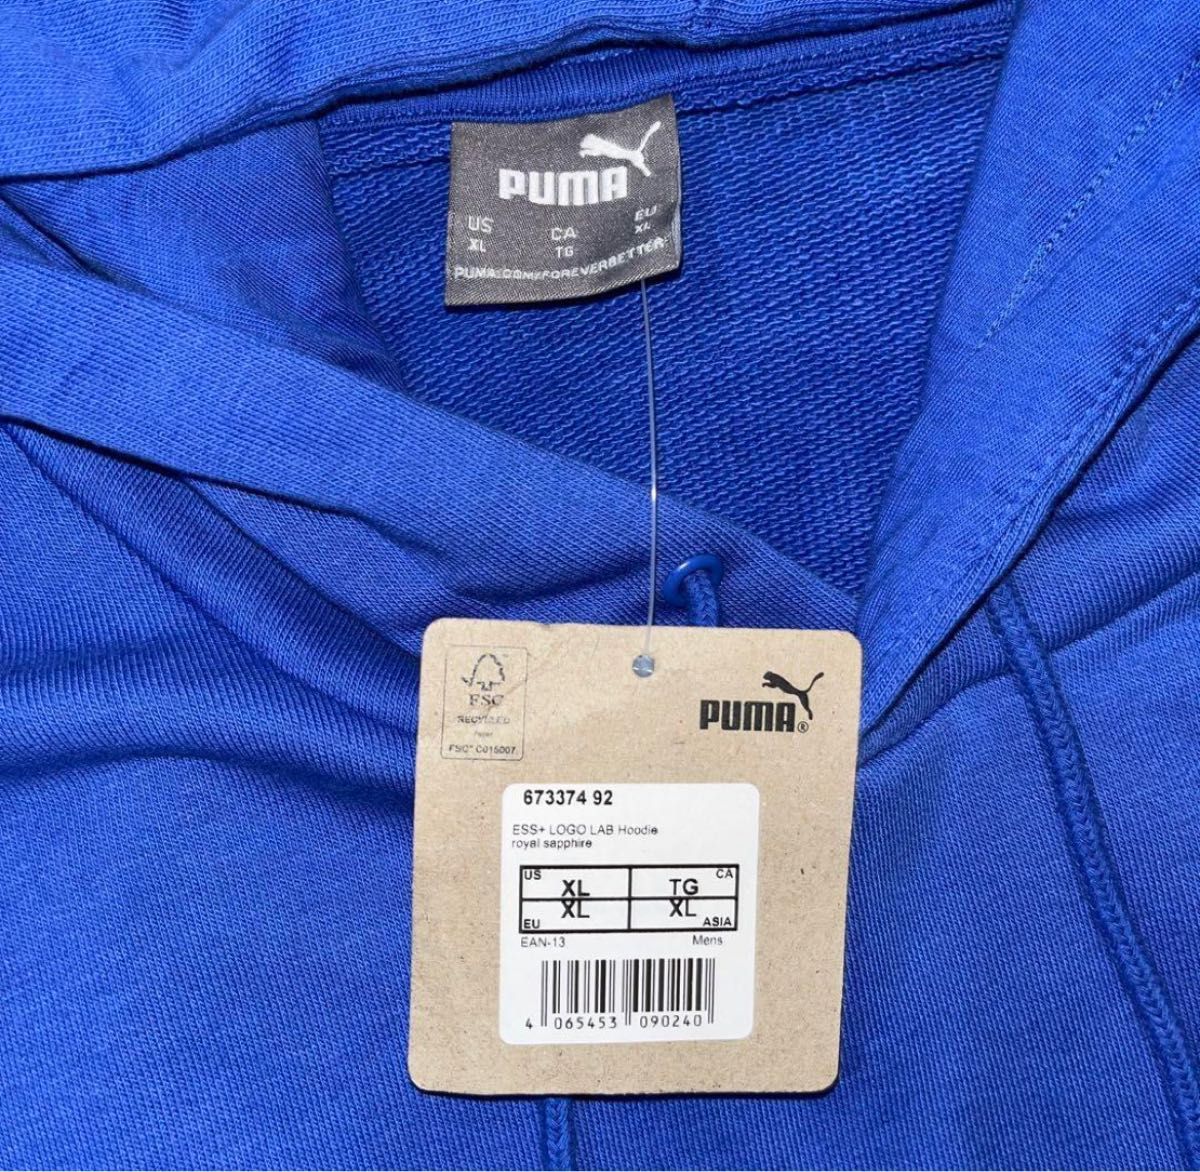 PUMA
US CA EU
XL TG XL
PUMA.COM/FOREVERBETTER
FSC
RECYCLED
Paper
FSC® C015007
PUMA®
673374 92
ESS+ LOGO LAB Hoodie
royal sapphire
US XL TG CA
EU XL XL ASIA
EAN-13 Mens
4 065453 090240